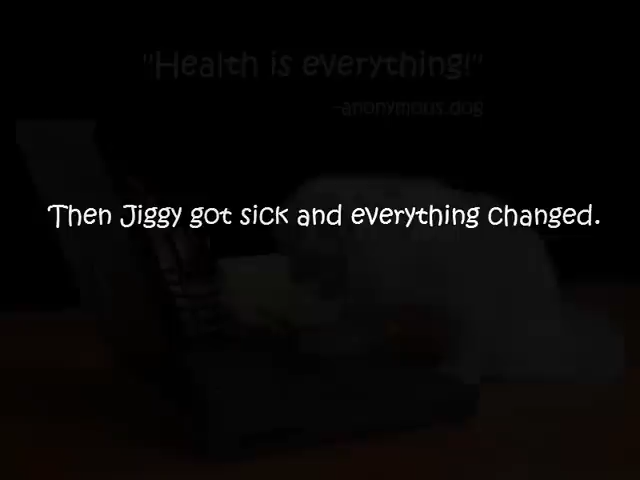 "Health is everything!"
-anonymous dog
Then Jiggy got sick and everything changed.